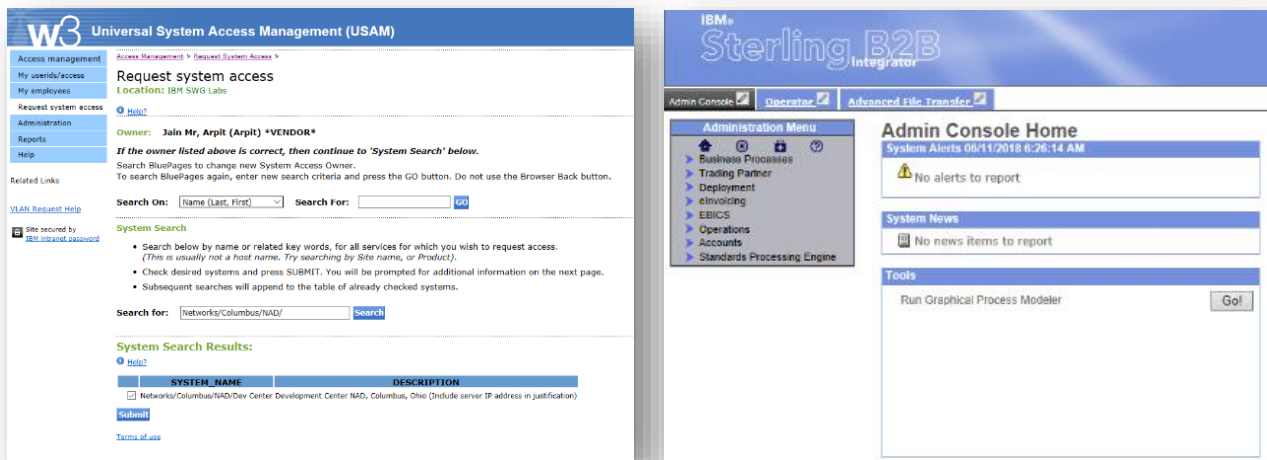 w3 Universal System Access Management (USAM)
Access management
My userids/access
My employees
Request system access
Administration
Reports
Help
Related Links
VLAN Request Help
Site secured by
IBM intranet password
Access Management > Request System Access >
Request system access
Location: IBM SWG Labs
Help?
Owner: Jain Mr, Arpit (Arpit) *VENDOR*
If the owner listed above is correct, then continue to 'System Search' below.
Search BluePages to change new System Access Owner.
To search BluePages again, enter new search criteria and press the GO button. Do not use the Browser Back button.
Search On: Name (Last, First) Search For: GO
System Search
• Search below by name or related key words, for all services for which you wish to request access.
(This is usually not a host name. Try searching by Site name, or Product).
• Check desired systems and press SUBMIT. You will be prompted for additional information on the next page.
• Subsequent searches will append to the table of already checked systems.
Search for: Networks/Columbus/NAD/ Search
System Search Results:
Help?
SYSTEM_NAME DESCRIPTION
Networks/Columbus/NAD/Dev Center Development Center NAD, Columbus, Ohio (Include server IP address in justification)
Submit
Terms of use
IBM®
Sterling B2B
Integrator
Admin Console Operator Advanced File Transfer
Administration Menu
Business Processes
Trading Partner
Deployment
eInvoicing
EBICS
Operations
Accounts
Standards Processing Engine
Admin Console Home
System Alerts 06/11/2018 6:26:14 AM
No alerts to report
System News
No news items to report
Tools
Run Graphical Process Modeler Go!